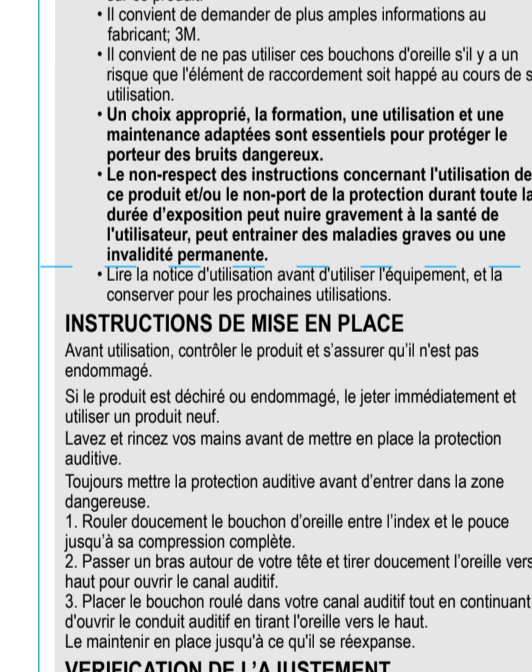 sur ce produit.
• Il convient de demander de plus amples informations au
fabricant; 3M.
• Il convient de ne pas utiliser ces bouchons d'oreille s'il y a un
risque que l'élément de raccordement soit happé au cours de s
utilisation.
• Un choix approprié, la formation, une utilisation et une
maintenance adaptées sont essentiels pour protéger le
porteur des bruits dangereux.
• Le non-respect des instructions concernant l'utilisation de
ce produit et/ou le non-port de la protection durant toute la
durée d’exposition peut nuire gravement à la santé de
l'utilisateur, peut entrainer des maladies graves ou une
invalidité permanente.
• Lire la notice d'utilisation avant d'utiliser l'équipement, et la
conserver pour les prochaines utilisations.
INSTRUCTIONS DE MISE EN PLACE
Avant utilisation, contrôler le produit et s’assurer qu’il n'est pas
endommagé.
Si le produit est déchiré ou endommagé, le jeter immédiatement et
utiliser un produit neuf.
Lavez et rincez vos mains avant de mettre en place la protection
auditive.
Toujours mettre la protection auditive avant d’entrer dans la zone
dangereuse.
1. Rouler doucement le bouchon d’oreille entre l’index et le pouce
jusqu’à sa compression complète.
2. Passer un bras autour de votre tête et tirer doucement l’oreille vers
haut pour ouvrir le canal auditif.
3. Placer le bouchon roulé dans votre canal auditif tout en continuant
d'ouvrir le conduit auditif en tirant l'oreille vers le haut.
Le maintenir en place jusqu'à ce qu'il se réexpanse.
VERIFICATION DE L’AJUSTEMENT